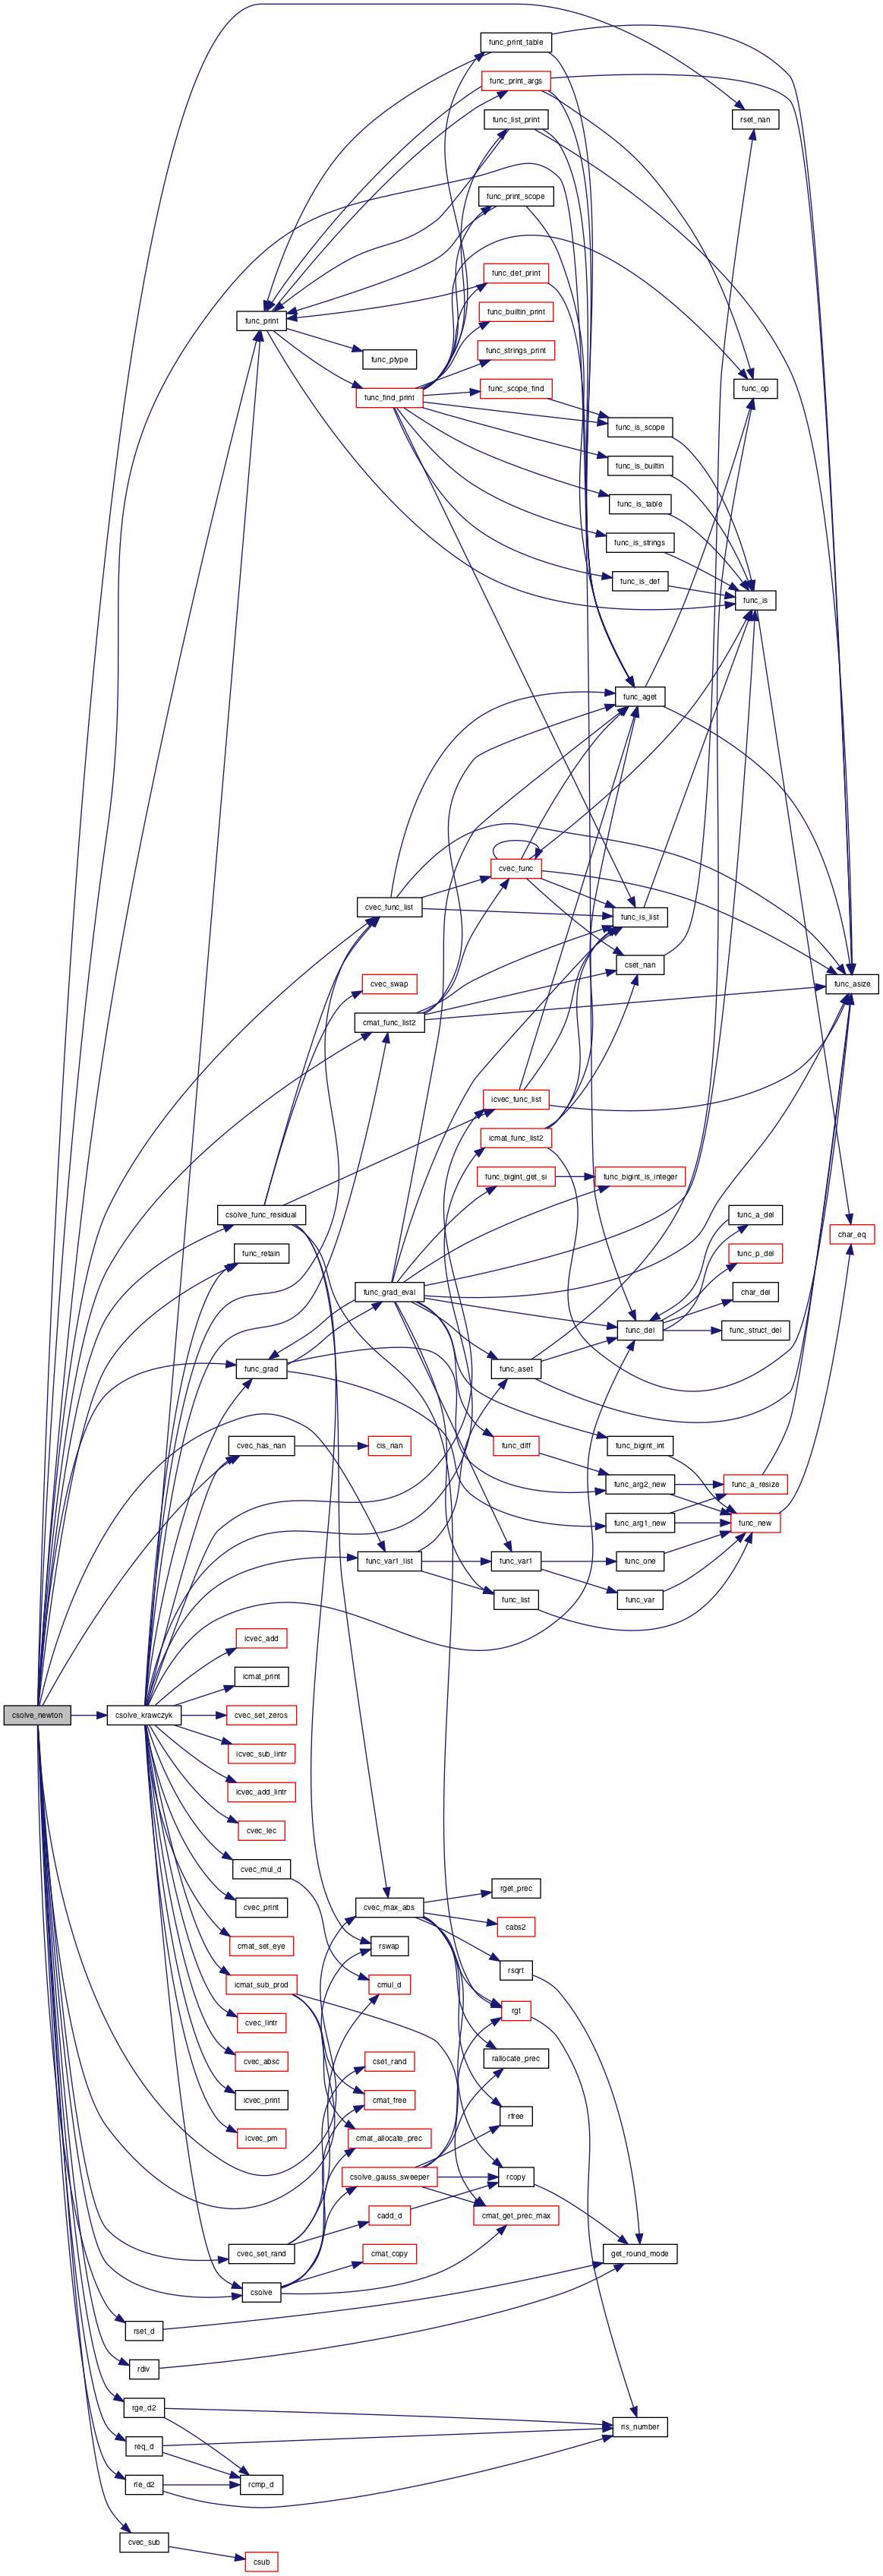 func_print_table
func_print_args
func_list_print
rset_nan
func_print_scope
func_def_print
func_builtin_print
func_print
func_strings_print
func_ptype
func_scope_find
func_op
func_find_print
func_is_scope
func_is_builtin
func_is_table
func_is_strings
func_is_def
func_is
func_aget
cvec_func
cvec_func_list
func_is_list
cset_nan
cvec_swap
func_asize
cmat_func_list2
icvec_func_list
icmat_func_list2
func_bigint_get_si
func_bigint_is_integer
csolve_func_residual
func_a_del
char_eq
func_retain
func_p_del
func_grad_eval
char_del
func_del
func_struct_del
func_grad
func_aset
cvec_has_nan
cis_nan
func_diff
func_bigint_int
func_arg2_new
func_a_resize
func_arg1_new
func_new
func_var1_list
func_var1
func_one
func_list
func_var
icvec_add
icmat_print
csolve_newton
csolve_krawczyk
cvec_set_zeros
icvec_sub_lintr
icvec_add_lintr
cvec_lec
cvec_mul_d
rget_prec
cvec_print
cvec_max_abs
cabs2
cmat_set_eye
rswap
rsqrt
icmat_sub_prod
cmul_d
cvec_lintr
rgt
cvec_absc
cset_rand
rallocate_prec
icvec_print
cmat_free
rfree
icvec_pm
cmat_allocate_prec
csolve_gauss_sweeper
rcopy
cadd_d
cmat_get_prec_max
cvec_set_rand
cmat_copy
get_round_mode
csolve
rset_d
rdiv
rge_d2
ris_number
req_d
rle_d2
rcmp_d
cvec_sub
csub